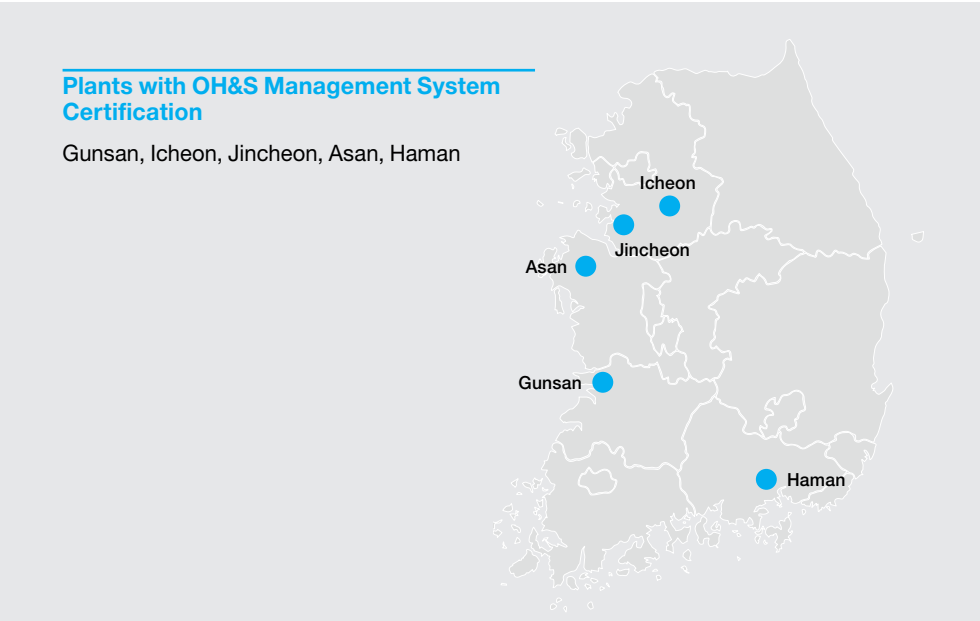 Plants with OH&S Management System
Certification
Gunsan, Icheon, Jincheon, Asan, Haman
Icheon
Jincheon
Asan
Gunsan
Haman